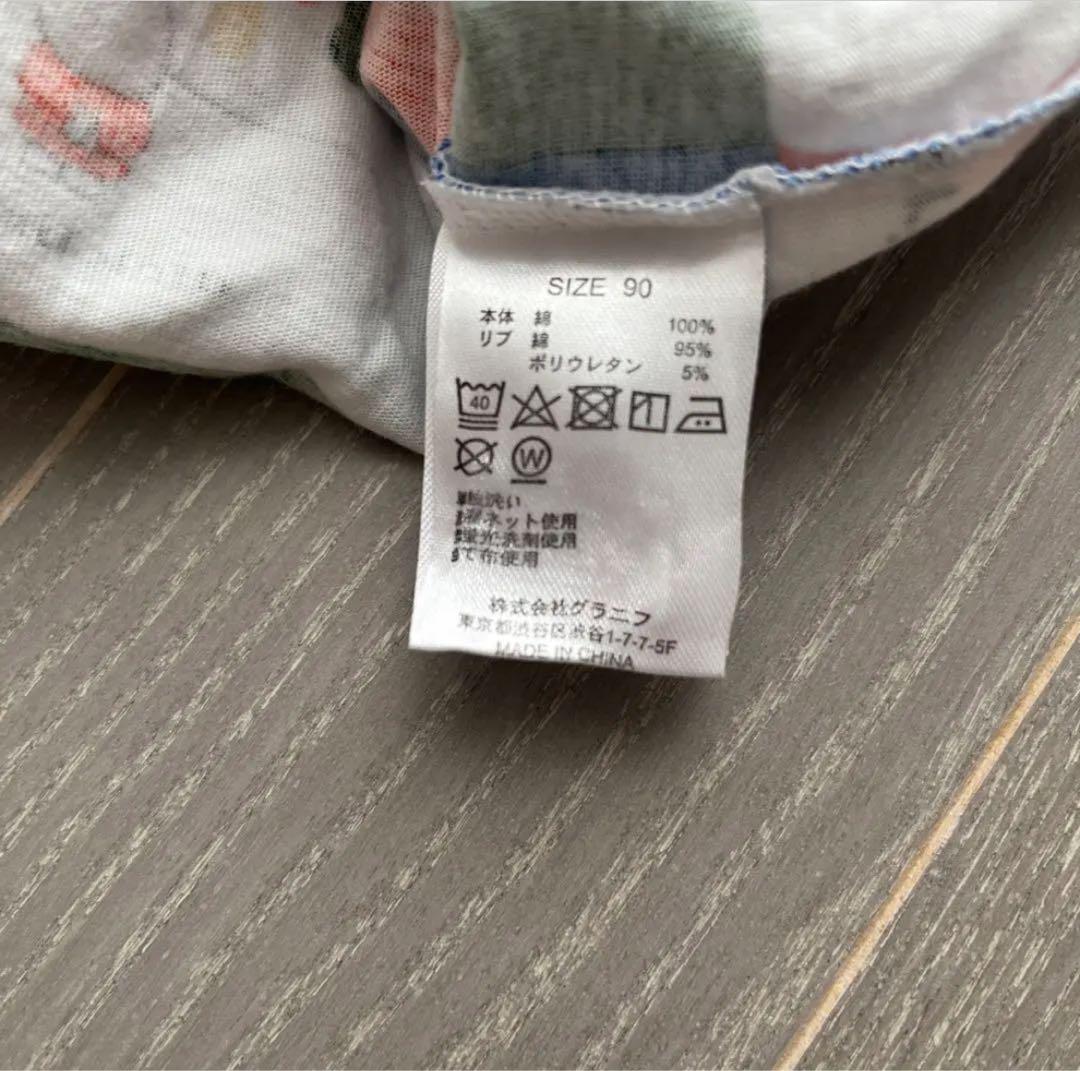 SIZE 90
本体 綿 100%
リブ 綿 95%
ポリウレタン 5%
40
W
洗い
ネット使用
光洗剤使用
て布使用
株式会社グラニフ
東京都渋谷区渋谷1-7-7-5F
MADE IN CHINA